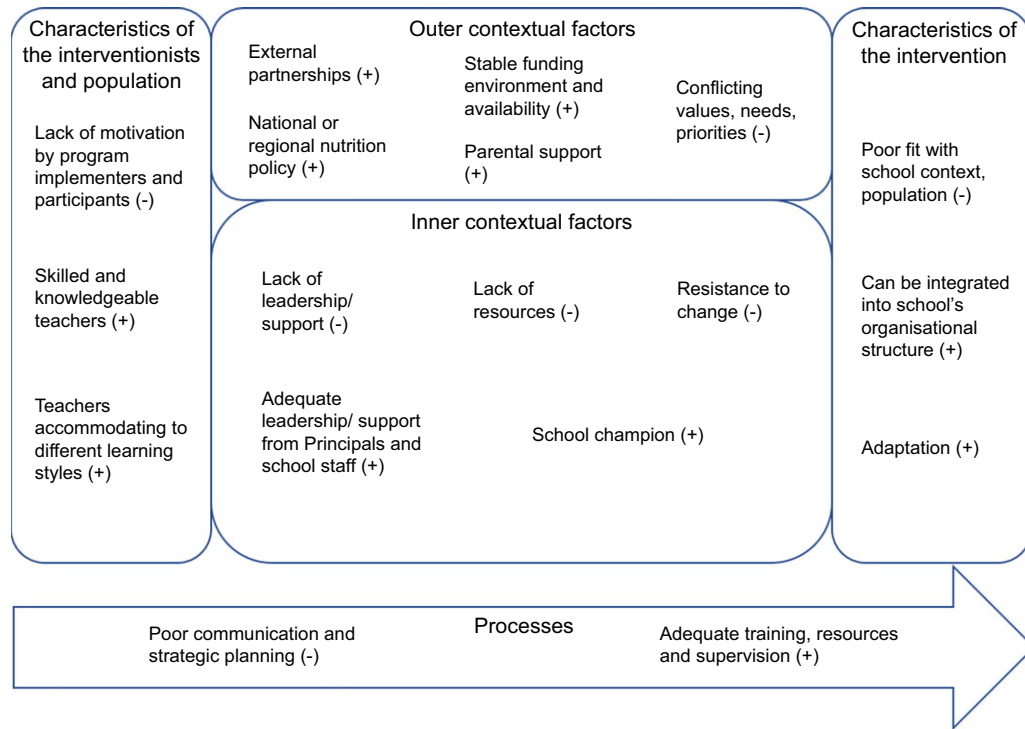 Characteristics of
the interventionists
and population
Lack of motivation
by program
implementers and
participants (-)
Skilled and
knowledgeable
teachers (+)
Teachers
accommodating to
different learning
styles (+)
Outer contextual factors
External
partnerships (+)
National or
regional nutrition
policy (+)
Stable funding
environment and
availability (+)
Parental support
(+)
Conflicting
values, needs,
priorities (-)
Inner contextual factors
Lack of
leadership/
support (-)
Lack of
resources (-)
Resistance to
change (-)
Adequate
leadership/ support
from Principals and
school staff (+)
School champion (+)
Characteristics of
the intervention
Poor fit with
school context,
population (-)
Can be integrated
into school's
organisational
structure (+)
Adaptation (+)
Processes
Poor communication and
strategic planning (-)
Adequate training, resources
and supervision (+)